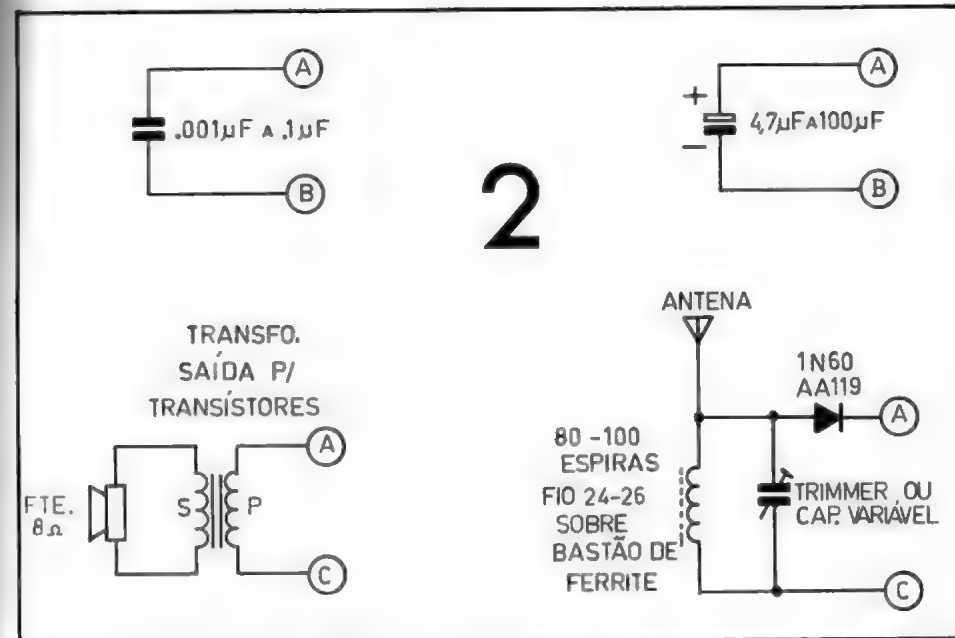 A
.001µF A .1µF
B
A
+
4,7µF A 100µF
−
B
2
TRANSFO.
SAÍDA P/
TRANSÍSTORES
A
FTE.
8Ω
S
P
C
ANTENA
1N60
AA119
A
80-100
ESPIRAS
FIO 24-26
SOBRE
BASTÃO DE
FERRITE
TRIMMER OU
CAP. VARIÁVEL
C